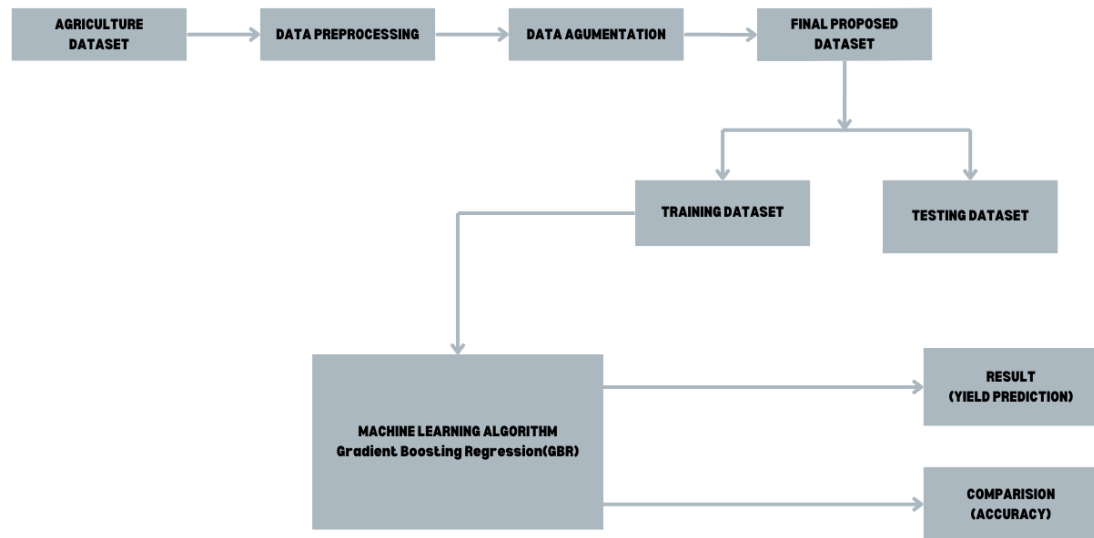 AGRICULTURE
DATASET
DATA PREPROCESSING
DATA AGUMENTATION
FINAL PROPOSED
DATASET
TRAINING DATASET
TESTING DATASET
MACHINE LEARNING ALGORITHM
Gradient Boosting Regression(GBR)
RESULT
(YIELD PREDICTION)
COMPARISION
(ACCURACY)